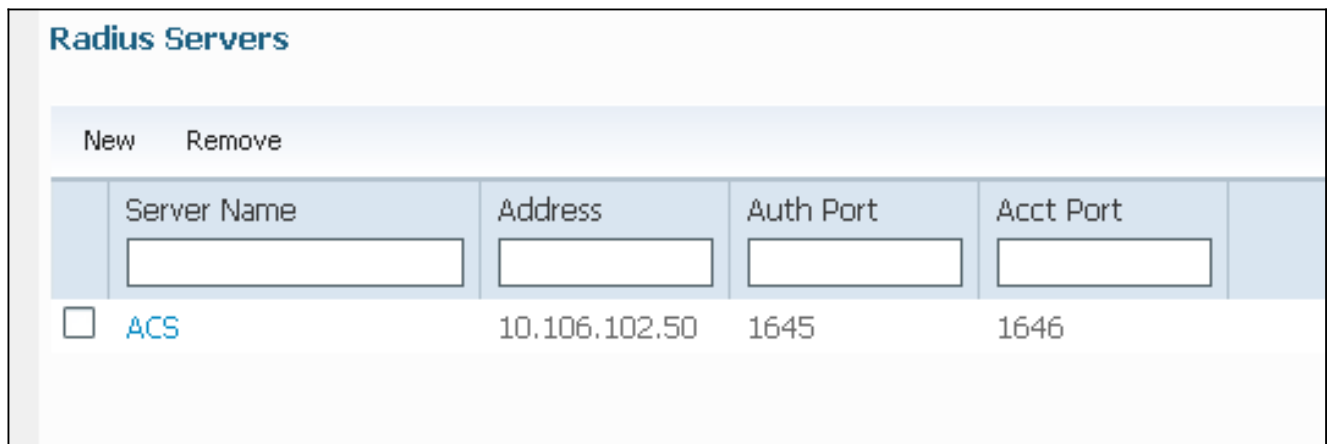 Radius Servers
New Remove
Server Name Address Auth Port Acct Port
ACS 10.106.102.50 1645 1646